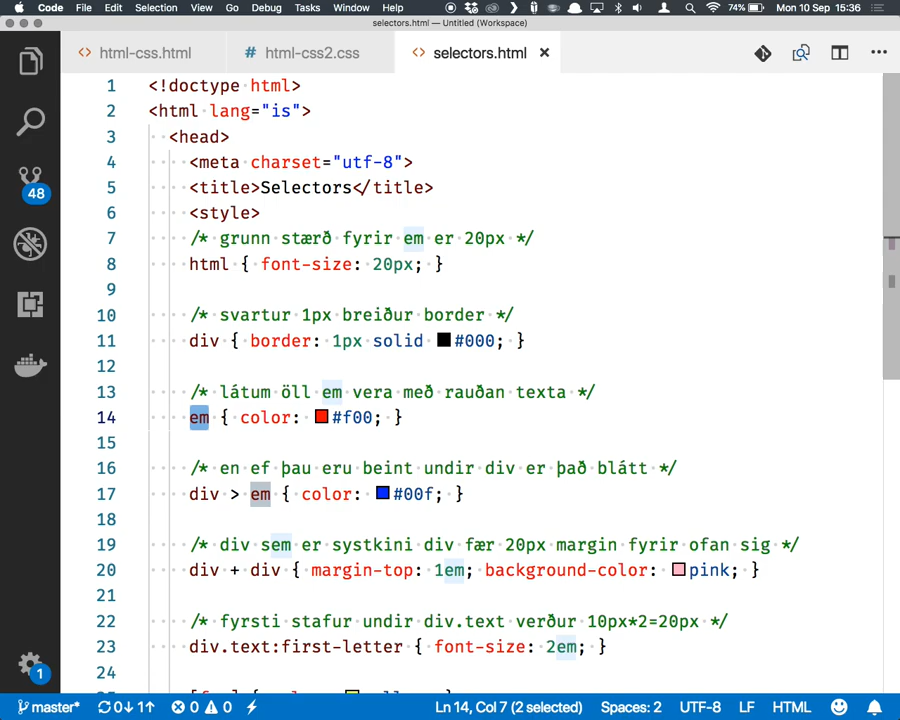 Code File Edit Selection View Go Debug Tasks Window Help 74% Mon 10 Sep 15:36
selectors.html — Untitled (Workspace)
<> html-css.html # html-css2.css <> selectors.html
1 <!doctype html>
2 <html lang="is">
3 <head>
4 <meta charset="utf-8">
5 <title>Selectors</title>
6 <style>
7 /* grunn stærð fyrir em er 20px */
8 html { font-size: 20px; }
9
10 /* svartur 1px breiður border */
11 div { border: 1px solid #000; }
12
13 /* látum öll em vera með rauðan texta */
14 em { color: #f00; }
15
16 /* en ef þau eru beint undir div er það blátt */
17 div > em { color: #00f; }
18
19 /* div sem er systkini div fær 20px margin fyrir ofan sig */
20 div + div { margin-top: 1em; background-color: pink; }
21
22 /* fyrsti stafur undir div.text verður 10px*2=20px */
23 div.text:first-letter { font-size: 2em; }
24
48
1
master* 0↓ 1↑ 0 0 Ln 14, Col 7 (2 selected) Spaces: 2 UTF-8 LF HTML